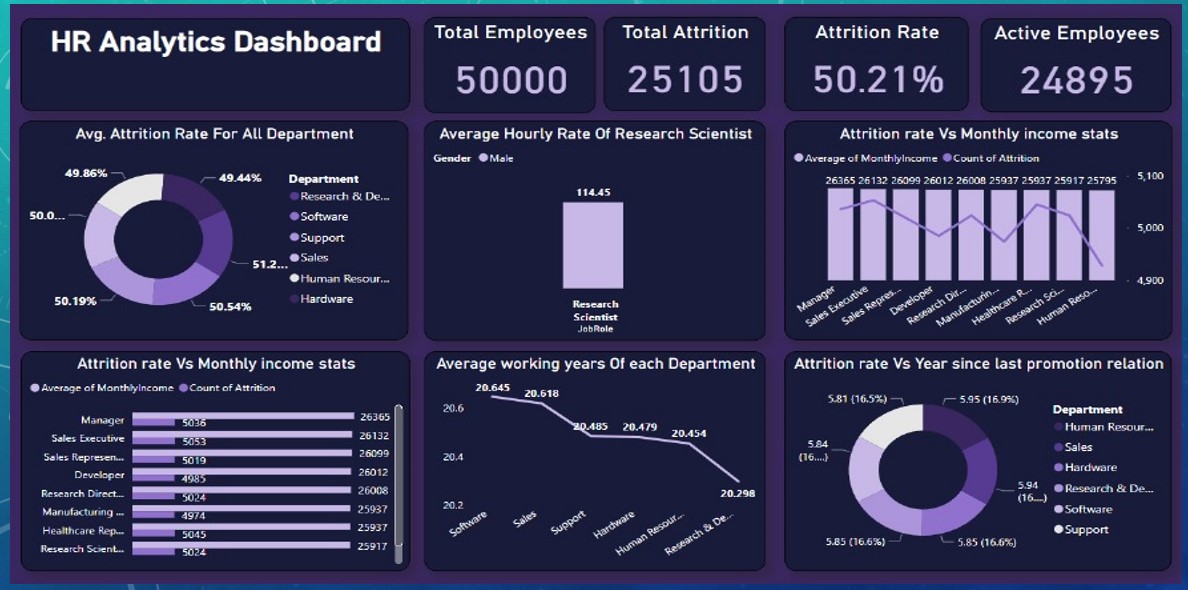 HR Analytics Dashboard
Total Employees
50000
Total Attrition
25105
Attrition Rate
50.21%
Active Employees
24895
Avg. Attrition Rate For All Department
49.86%
49.44%
50.0...
51.2...
50.19%
50.54%
Department
Research & De...
Software
Support
Sales
Human Resour...
Hardware
Average Hourly Rate Of Research Scientist
Gender Male
114.45
Research
Scientist
JobRole
Attrition rate Vs Monthly income stats
Average of MonthlyIncome Count of Attrition
26365 26132 26099 26012 26008 25937 25937 25917 25795
5,100
5,000
4,900
Manager
Sales Executive
Sales Repres...
Developer
Research Dir...
Manufacturin...
Healthcare R...
Research Sci...
Human Reso...
Attrition rate Vs Monthly income stats
Average of MonthlyIncome Count of Attrition
Manager 26365
5036
Sales Executive 26132
5053
Sales Represen... 26099
5019
Developer 26012
4985
Research Direct... 26008
5024
Manufacturing ... 25937
4974
Healthcare Rep... 25937
5045
Research Scient... 25917
5024
Average working years Of each Department
20.6
20.4
20.2
20.645
20.618
20.485
20.479
20.454
20.298
Software
Sales
Support
Hardware
Human Resour...
Research & De...
Attrition rate Vs Year since last promotion relation
5.81 (16.5%)
5.95 (16.9%)
5.84
(16....)
5.94
(16....)
5.85 (16.6%)
5.85 (16.6%)
Department
Human Resour...
Sales
Hardware
Research & De...
Software
Support